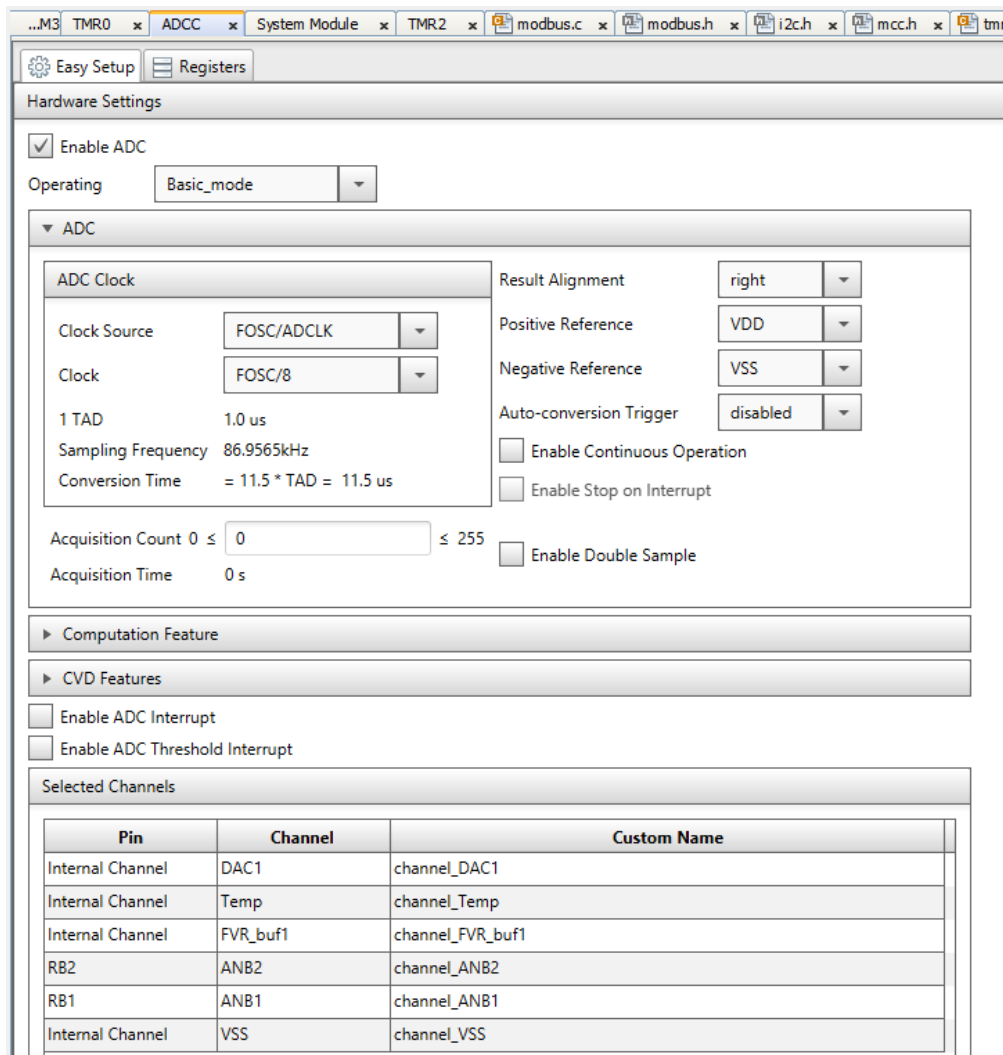 ...M3 TMR0 x ADCC x System Module x TMR2 x modbus.c x modbus.h x i2c.h x mcc.h x tmr
Easy Setup Registers
Hardware Settings
Enable ADC
Operating Basic_mode
ADC
ADC Clock
Clock Source FOSC/ADCLK
Clock FOSC/8
1 TAD 1.0 us
Sampling Frequency 86.9565kHz
Conversion Time = 11.5 * TAD = 11.5 us
Result Alignment right
Positive Reference VDD
Negative Reference VSS
Auto-conversion Trigger disabled
Enable Continuous Operation
Enable Stop on Interrupt
Acquisition Count 0 ≤ 0 ≤ 255
Enable Double Sample
Acquisition Time 0 s
Computation Feature
CVD Features
Enable ADC Interrupt
Enable ADC Threshold Interrupt
Selected Channels
Pin Channel Custom Name
Internal Channel DAC1 channel_DAC1
Internal Channel Temp channel_Temp
Internal Channel FVR_buf1 channel_FVR_buf1
RB2 ANB2 channel_ANB2
RB1 ANB1 channel_ANB1
Internal Channel VSS channel_VSS